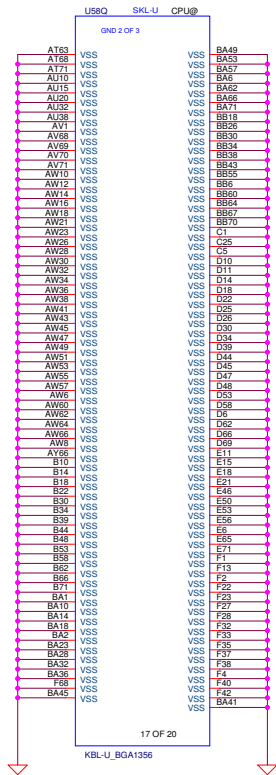 U58Q SKL-U CPU@
GND 2 OF 3
AT63 VSS VSS BA49
AT68 VSS VSS BA53
AT71 VSS VSS BA57
AU10 VSS VSS BA6
AU15 VSS VSS BA62
AU20 VSS VSS BA66
AU32 VSS VSS BA71
AU38 VSS VSS BB18
AV1 VSS VSS BB26
AV68 VSS VSS BB30
AV69 VSS VSS BB34
AV70 VSS VSS BB38
AV71 VSS VSS BB43
AW10 VSS VSS BB55
AW12 VSS VSS BB6
AW14 VSS VSS BB60
AW16 VSS VSS BB64
AW18 VSS VSS BB67
AW21 VSS VSS BB70
AW23 VSS VSS C1
AW26 VSS VSS C25
AW28 VSS VSS C5
AW30 VSS VSS D10
AW32 VSS VSS D11
AW34 VSS VSS D14
AW36 VSS VSS D18
AW38 VSS VSS D22
AW41 VSS VSS D25
AW43 VSS VSS D26
AW45 VSS VSS D30
AW47 VSS VSS D34
AW49 VSS VSS D39
AW51 VSS VSS D44
AW53 VSS VSS D45
AW55 VSS VSS D47
AW57 VSS VSS D48
AW6 VSS VSS D53
AW60 VSS VSS D58
AW62 VSS VSS D6
AW64 VSS VSS D62
AW66 VSS VSS D66
AW8 VSS VSS D69
AY66 VSS VSS E11
B10 VSS VSS E15
B14 VSS VSS E18
B18 VSS VSS E21
B22 VSS VSS E46
B30 VSS VSS E50
B34 VSS VSS E53
B39 VSS VSS E56
B44 VSS VSS E6
B48 VSS VSS E65
B53 VSS VSS E71
B58 VSS VSS F1
B62 VSS VSS F13
B66 VSS VSS F2
B71 VSS VSS F22
BA1 VSS VSS F23
BA10 VSS VSS F27
BA14 VSS VSS F28
BA18 VSS VSS F32
BA2 VSS VSS F33
BA23 VSS VSS F35
BA28 VSS VSS F37
BA32 VSS VSS F38
BA36 VSS VSS F4
F68 VSS VSS F40
BA45 VSS VSS F42
VSS BA41
17 OF 20
KBL-U_BGA1356